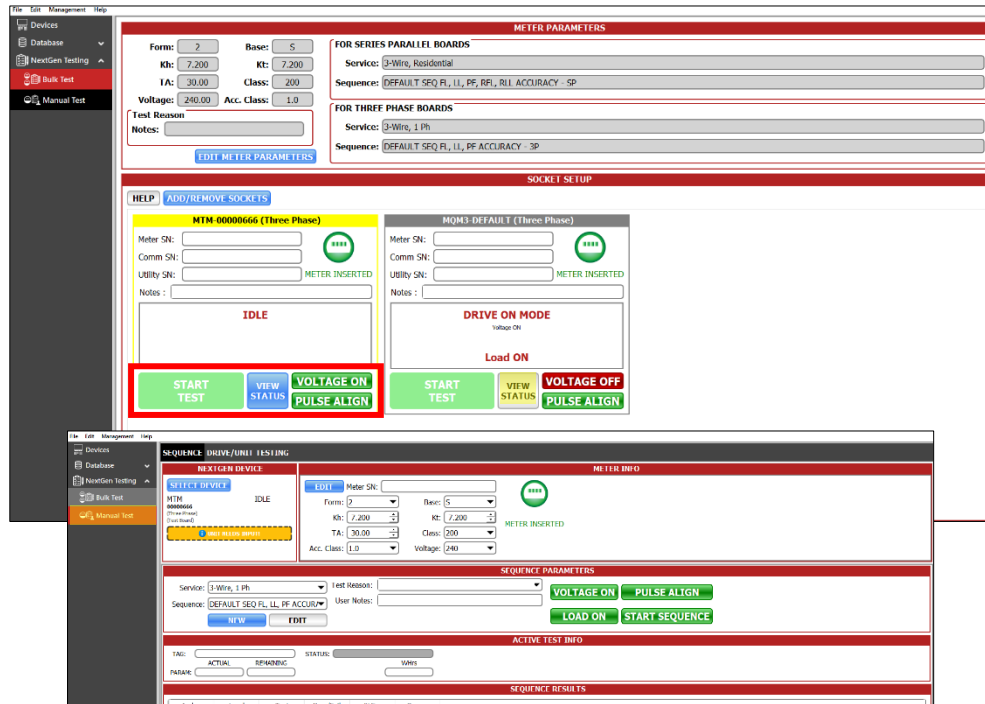 File Edit Management Help
Devices
Database
NextGen Testing
Bulk Test
Manual Test
METER PARAMETERS
Form: 2 Base: S
Kh: 7.200 Kt: 7.200
TA: 30.00 Class: 200
Voltage: 240.00 Acc. Class: 1.0
Test Reason
Notes:
EDIT METER PARAMETERS
FOR SERIES PARALLEL BOARDS
Service: 3-Wire, Residential
Sequence: DEFAULT SEQ FL, LL, PF, RFL, RLL ACCURACY - SP
FOR THREE PHASE BOARDS
Service: 3-Wire, 1 Ph
Sequence: DEFAULT SEQ FL, LL, PF ACCURACY - 3P
SOCKET SETUP
HELP ADD/REMOVE SOCKETS
MTM-00000666 (Three Phase)
Meter SN:
Comm SN:
Utility SN:
METER INSERTED
Notes :
IDLE
START TEST
VIEW STATUS
VOLTAGE ON
PULSE ALIGN
MQM3-DEFAULT (Three Phase)
Meter SN:
Comm SN:
Utility SN:
METER INSERTED
Notes :
DRIVE ON MODE
Voltage ON
Load ON
START TEST
VIEW STATUS
VOLTAGE OFF
PULSE ALIGN
File Edit Management Help
Devices
Database
NextGen Testing
Bulk Test
Manual Test
SEQUENCE DRIVE/UNIT TESTING
NEXTGEN DEVICE
SELECT DEVICE
MTM IDLE
00000666
(Three Phase)
(Test Board)
METER INFO
EDIT Meter SN:
Form: 2 Base: S
Kh: 7.200 Kt: 7.200
TA: 30.00 Class: 200
Acc. Class: 1.0 Voltage: 240
METER INSERTED
SEQUENCE PARAMETERS
Service: 3-Wire, 1 Ph
Sequence: DEFAULT SEQ FL, LL, PF ACCUR
NEW EDIT
Test Reason:
User Notes:
VOLTAGE ON PULSE ALIGN
LOAD ON START SEQUENCE
ACTIVE TEST INFO
TAG: STATUS:
ACTUAL REMAINING WHrs
PARAM:
SEQUENCE RESULTS